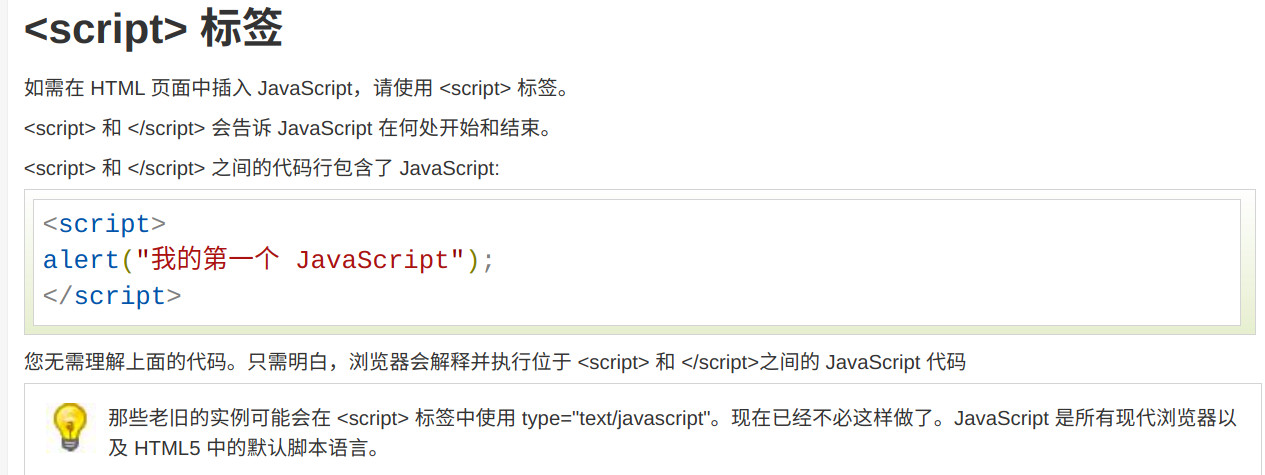 <script> 标签
如需在 HTML 页面中插入 JavaScript，请使用 <script> 标签。
<script> 和 </script> 会告诉 JavaScript 在何处开始和结束。
<script> 和 </script> 之间的代码行包含了 JavaScript:
<script>
alert("我的第一个 JavaScript");
</script>
您无需理解上面的代码。只需明白，浏览器会解释并执行位于 <script> 和 </script>之间的 JavaScript 代码
那些老旧的实例可能会在 <script> 标签中使用 type="text/javascript"。现在已经不必这样做了。JavaScript 是所有现代浏览器以
及 HTML5 中的默认脚本语言。